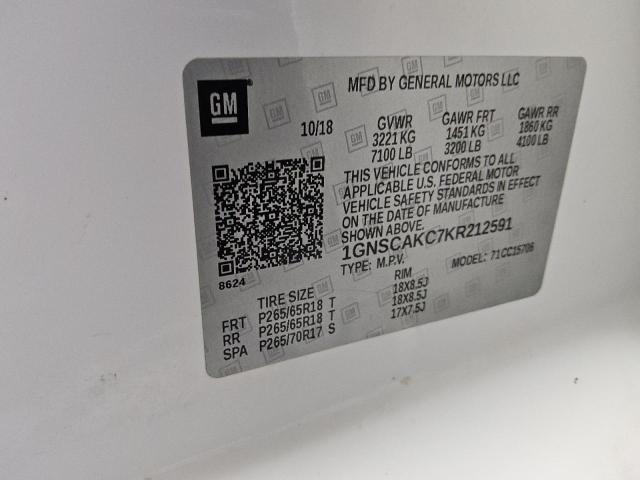 GM
MFD BY GENERAL MOTORS LLC
10/18
GVWR GAWR FRT GAWR RR
3221 KG 1451 KG 1860 KG
7100 LB 3200 LB 4100 LB
THIS VEHICLE CONFORMS TO ALL
APPLICABLE U.S. FEDERAL MOTOR
VEHICLE SAFETY STANDARDS IN EFFECT
ON THE DATE OF MANUFACTURE
SHOWN ABOVE.
1GNSCAKC7KR212591
TYPE: M.P.V. MODEL: 71CC15706
8624
TIRE SIZE RIM
FRT P265/65R18 T 18X8.5J
RR P265/65R18 T 18X8.5J
SPA P265/70R17 S 17X7.5J